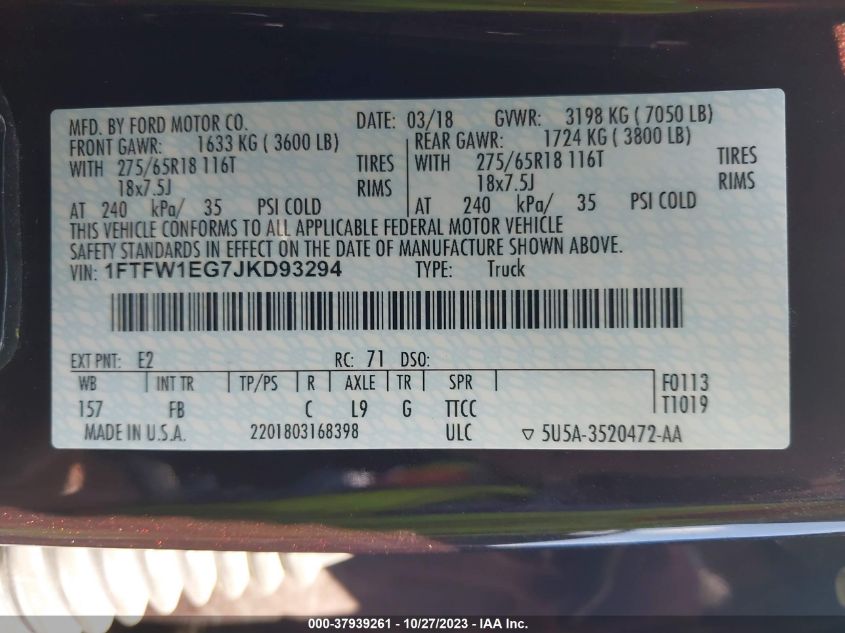 MFD. BY FORD MOTOR CO. DATE: 03/18 GVWR: 3198 KG ( 7050 LB)
FRONT GAWR: 1633 KG ( 3600 LB) REAR GAWR: 1724 KG ( 3800 LB)
WITH 275/65R18 116T TIRES WITH 275/65R18 116T TIRES
18x7.5J RIMS 18x7.5J RIMS
AT 240 kPa/ 35 PSI COLD AT 240 kPa/ 35 PSI COLD
THIS VEHICLE CONFORMS TO ALL APPLICABLE FEDERAL MOTOR VEHICLE
SAFETY STANDARDS IN EFFECT ON THE DATE OF MANUFACTURE SHOWN ABOVE.
VIN: 1FTFW1EG7JKD93294 TYPE: Truck
EXT PNT: E2 RC: 71 DSO:
WB INT TR TP/PS R AXLE TR SPR F0113
157 FB C L9 G TTCC T1019
MADE IN U.S.A. 2201803168398 ULC ▽ 5U5A-3520472-AA
000-37939261 - 10/27/2023 - IAA Inc.